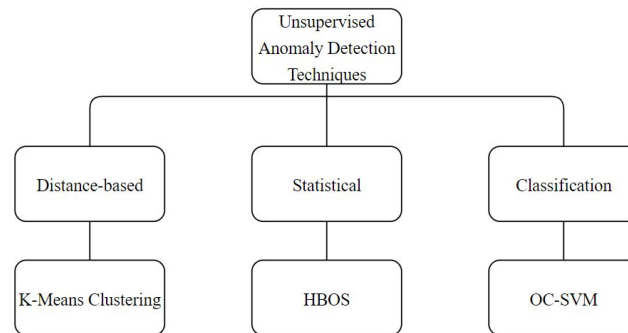 Unsupervised
Anomaly Detection
Techniques
Distance-based
Statistical
Classification
K-Means Clustering
HBOS
OC-SVM